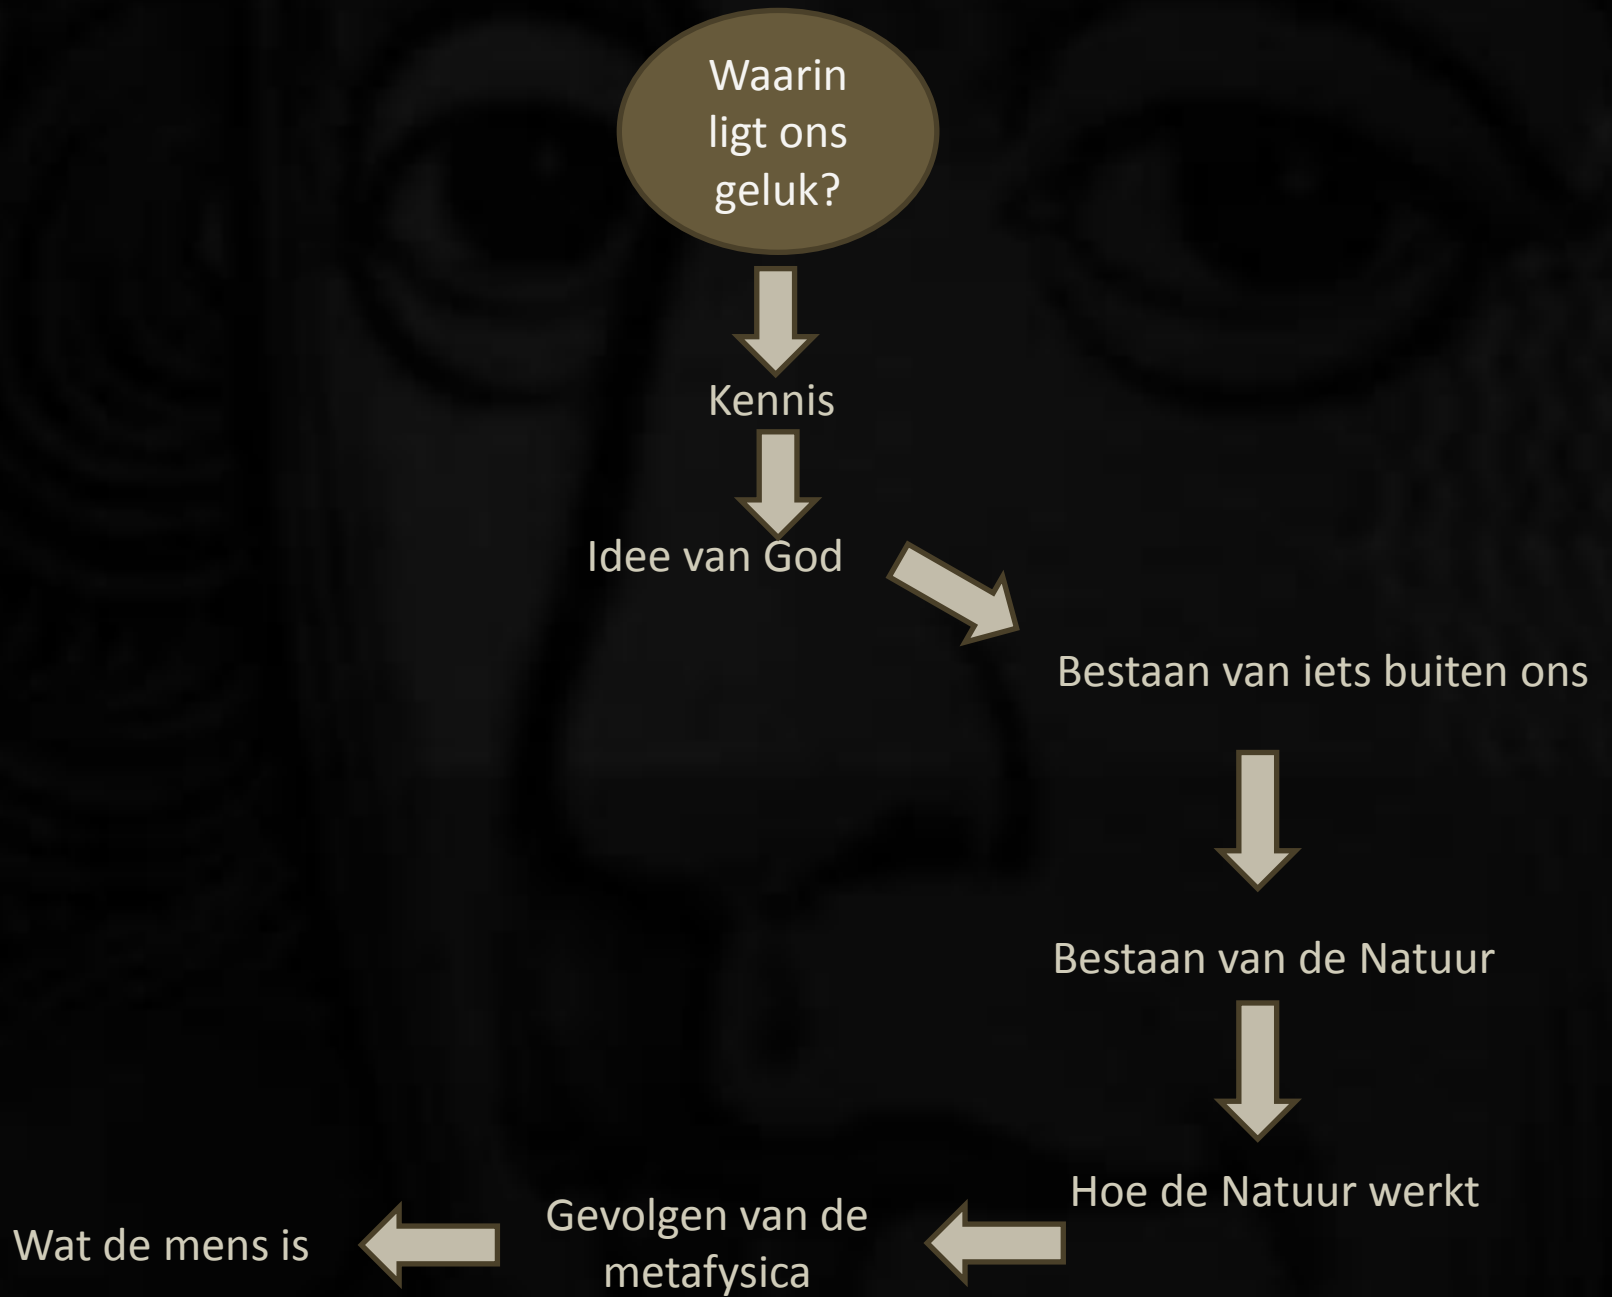 Waarin
ligt ons
geluk?
Kennis
Idee van God
Bestaan van iets buiten ons
Bestaan van de Natuur
Hoe de Natuur werkt
Gevolgen van de
metafysica
Wat de mens is